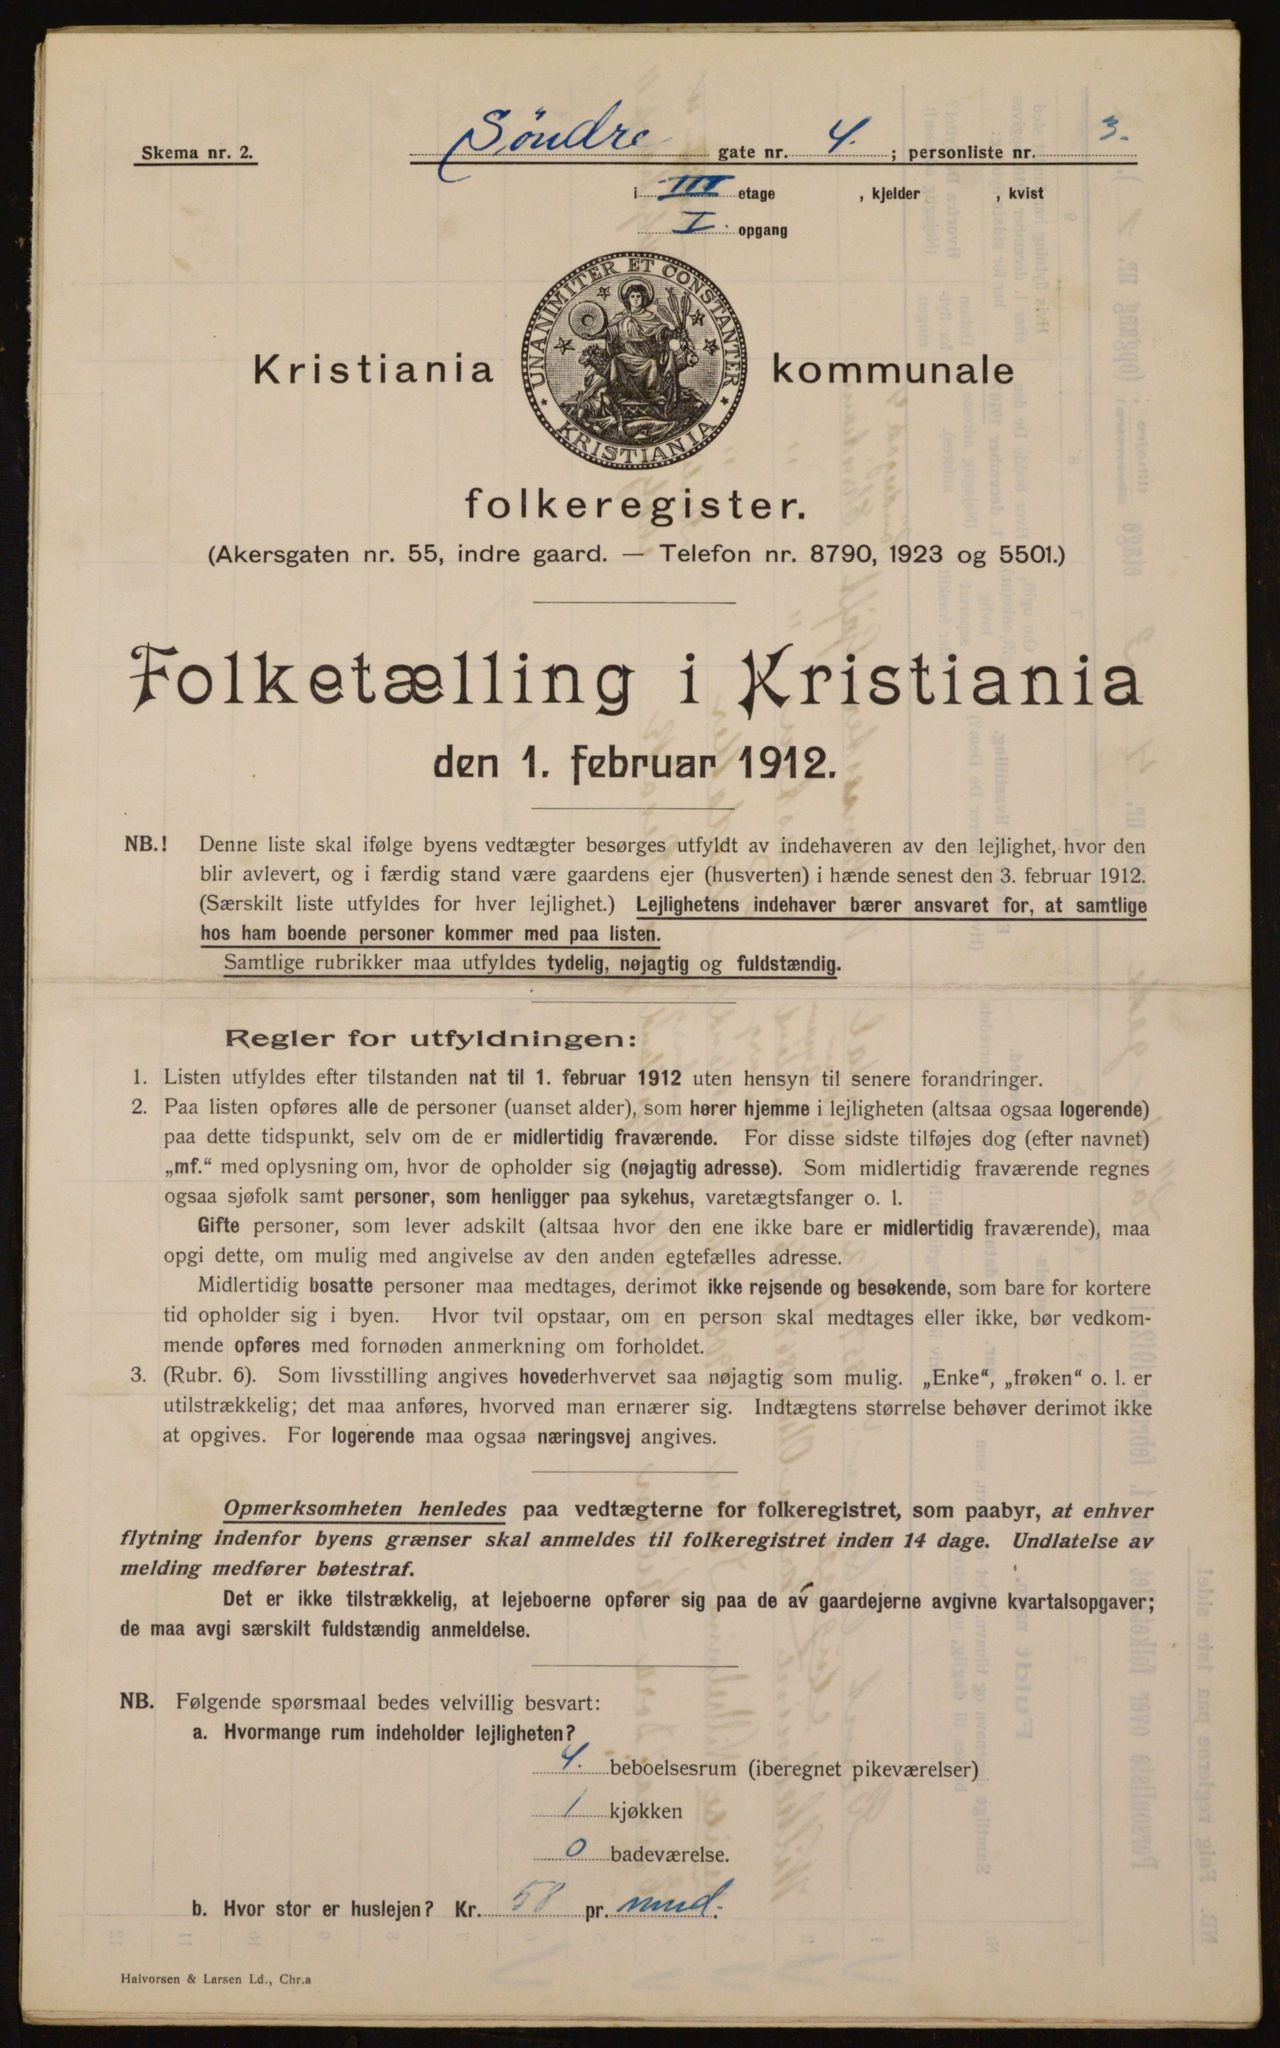 Skema nr. 2.
Söndre gate nr. 4. ; personliste nr. 3.
i III etage , kjelder , kvist
I. opgang
UNANIMITER ET CONSTANTER
KRISTIANIA
Kristiania kommunale
folkeregister.
(Akersgaten nr. 55, indre gaard. — Telefon nr. 8790, 1923 og 5501.)
Folketælling i Kristiania
den 1. februar 1912.
NB.! Denne liste skal ifølge byens vedtægter besørges utfyldt av indehaveren av den lejlighet, hvor den
blir avlevert, og i færdig stand være gaardens ejer (husverten) i hænde senest den 3. februar 1912.
(Særskilt liste utfyldes for hver lejlighet.) Lejlighetens indehaver bærer ansvaret for, at samtlige
hos ham boende personer kommer med paa listen.
Samtlige rubrikker maa utfyldes tydelig, nøjagtig og fuldstændig.
Regler for utfyldningen:
1. Listen utfyldes efter tilstanden nat til 1. februar 1912 uten hensyn til senere forandringer.
2. Paa listen opføres alle de personer (uanset alder), som hører hjemme i lejligheten (altsaa ogsaa logerende)
paa dette tidspunkt, selv om de er midlertidig fraværende. For disse sidste tilføjes dog (efter navnet)
„mf.“ med oplysning om, hvor de opholder sig (nøjagtig adresse). Som midlertidig fraværende regnes
ogsaa sjøfolk samt personer, som henligger paa sykehus, varetægtsfanger o. l.
Gifte personer, som lever adskilt (altsaa hvor den ene ikke bare er midlertidig fraværende), maa
opgi dette, om mulig med angivelse av den anden egtefælles adresse.
Midlertidig bosatte personer maa medtages, derimot ikke rejsende og besøkende, som bare for kortere
tid opholder sig i byen. Hvor tvil opstaar, om en person skal medtages eller ikke, bør vedkom-
mende opføres med fornøden anmerkning om forholdet.
3. (Rubr. 6). Som livsstilling angives hovederhvervet saa nøjagtig som mulig. „Enke“, „frøken“ o. l. er
utilstrækkelig; det maa anføres, hvorved man ernærer sig. Indtægtens størrelse behøver derimot ikke
at opgives. For logerende maa ogsaa næringsvej angives.
Opmerksomheten henledes paa vedtægterne for folkeregistret, som paabyr, at enhver
flytning indenfor byens grænser skal anmeldes til folkeregistret inden 14 dage. Undlatelse av
melding medfører bøtestraf.
Det er ikke tilstrækkelig, at lejeboerne opfører sig paa de av gaardejerne avgivne kvartalsopgaver;
de maa avgi særskilt fuldstændig anmeldelse.
NB. Følgende spørsmaal bedes velvillig besvart:
a. Hvormange rum indeholder lejligheten?
4. beboelsesrum (iberegnet pikeværelser)
1 kjøkken
0 badeværelse.
b. Hvor stor er huslejen? Kr. 58 pr. mnd.
Halvorsen & Larsen Ld., Chr.a